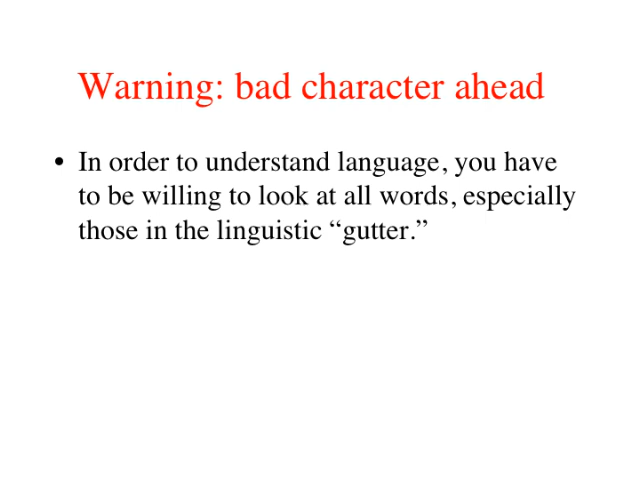 Warning: bad character ahead
• In order to understand language, you have
to be willing to look at all words, especially
those in the linguistic “gutter.”